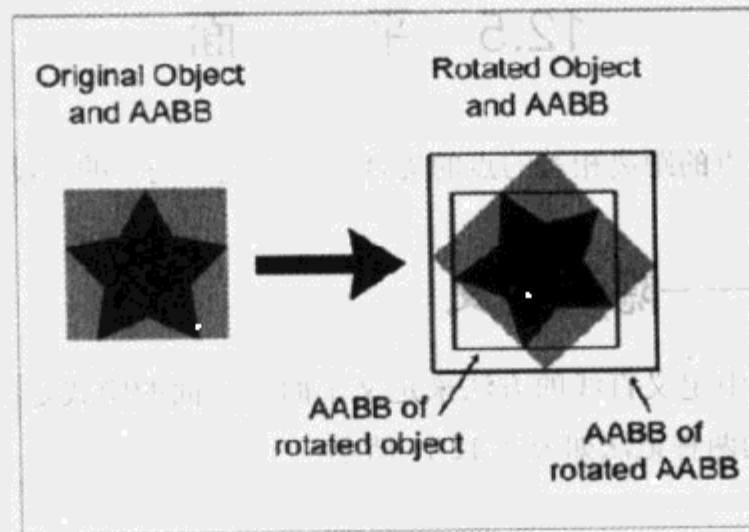 Original Object
and AABB
Rotated Object
and AABB
AABB of
rotated object
AABB of
rotated AABB